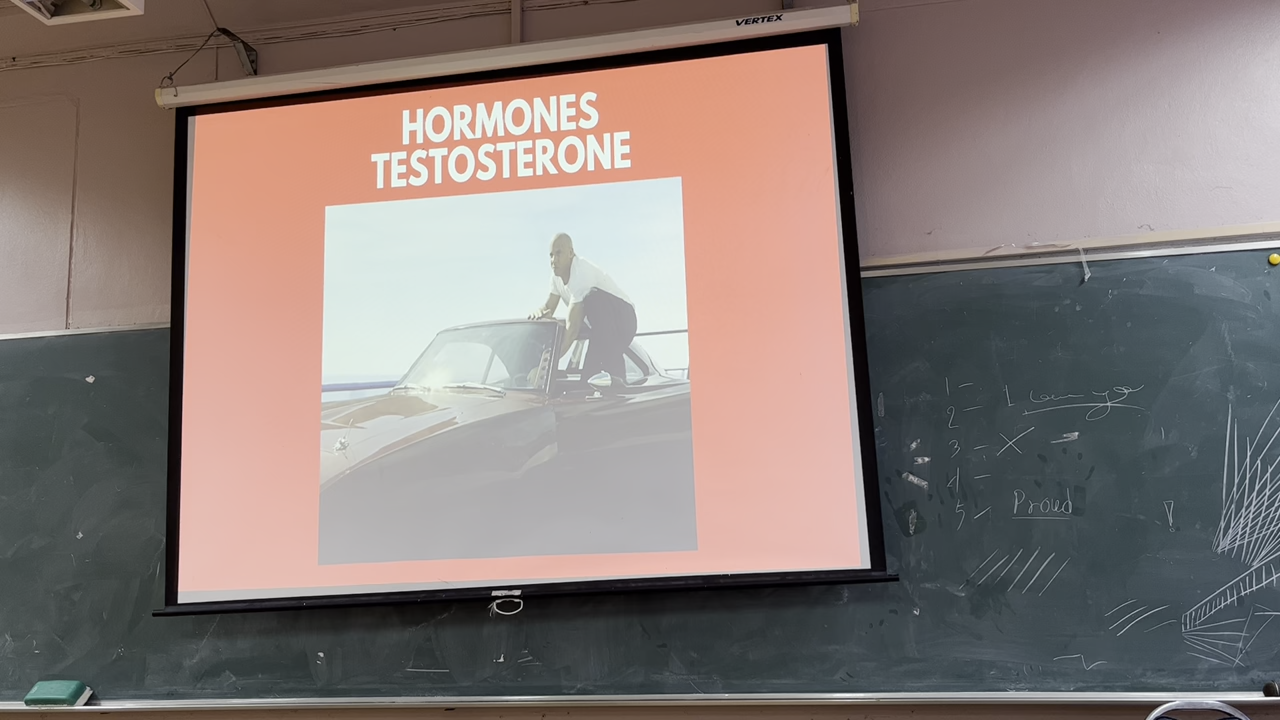 VERTEX
HORMONES
TESTOSTERONE
1 -
2 -
3 - X
4 -
5 - Proud
!